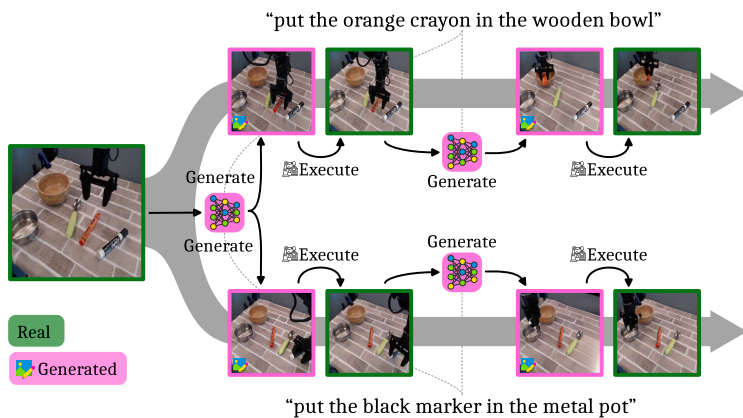 “put the orange crayon in the wooden bowl”
Generate
Execute
Generate
Execute
Generate
Execute
Generate
Execute
Real
Generated
“put the black marker in the metal pot”